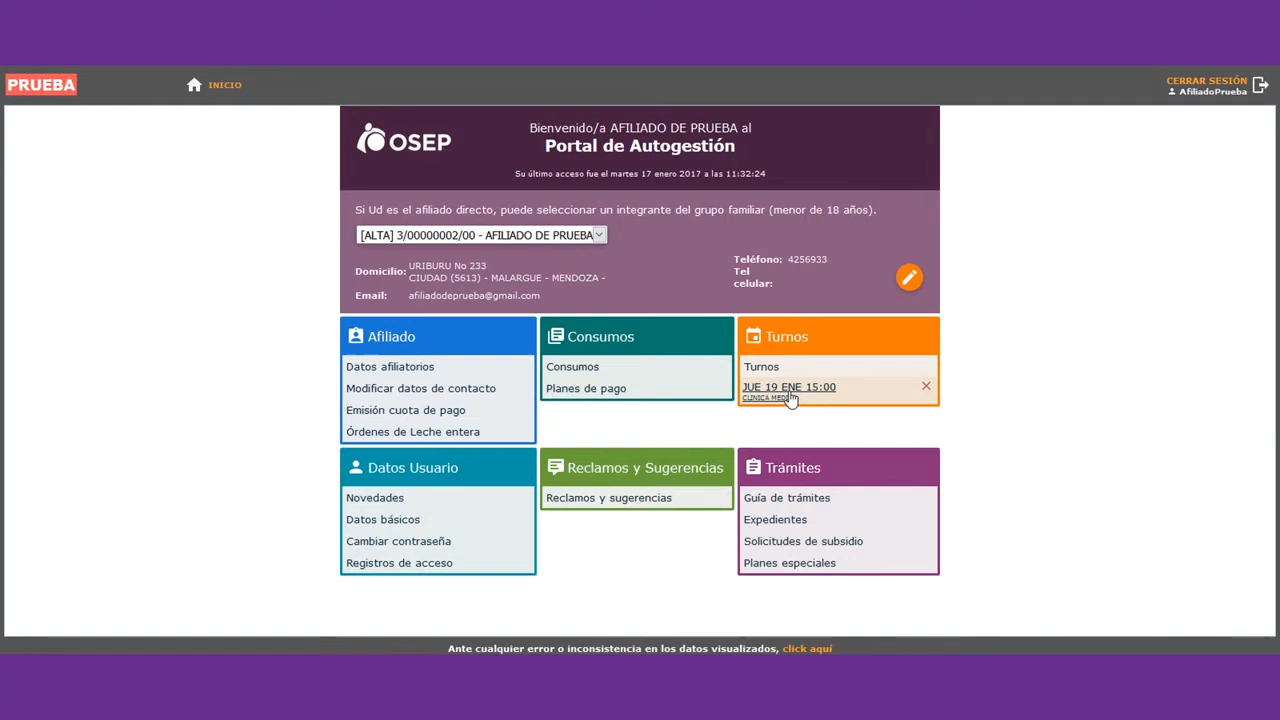 PRUEBA
INICIO
CERRAR SESIÓN
AfiliadoPrueba
OSEP
Bienvenido/a AFILIADO DE PRUEBA al
Portal de Autogestión
Su último acceso fue el martes 17 enero 2017 a las 11:32:24
Si Ud es el afiliado directo, puede seleccionar un integrante del grupo familiar (menor de 18 años).
[ALTA] 3/00000002/00 - AFILIADO DE PRUEBA
Domicilio: URIBURU No 233
CIUDAD (5613) - MALARGUE - MENDOZA -
Email: afiliadodeprueba@gmail.com
Teléfono: 4256933
Tel
celular:
Afiliado
Datos afiliatorios
Modificar datos de contacto
Emisión cuota de pago
Órdenes de Leche entera
Consumos
Consumos
Planes de pago
Turnos
Turnos
JUE 19 ENE 15:00
CLINICA
Datos Usuario
Novedades
Datos básicos
Cambiar contraseña
Registros de acceso
Reclamos y Sugerencias
Reclamos y sugerencias
Trámites
Guía de trámites
Expedientes
Solicitudes de subsidio
Planes especiales
Ante cualquier error o inconsistencia en los datos visualizados, click aquí